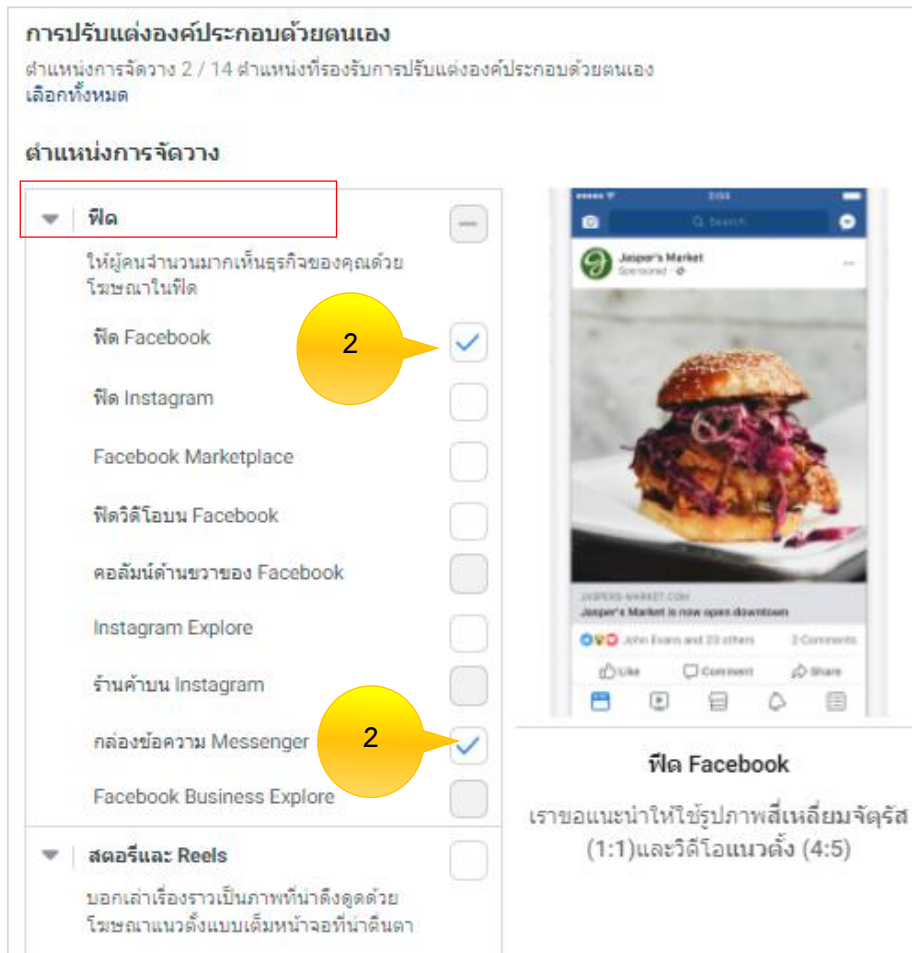 การปรับแต่งองค์ประกอบด้วยตนเอง
ตำแหน่งการจัดวาง 2 / 14 ตำแหน่งที่รองรับการปรับแต่งองค์ประกอบด้วยตนเอง
เลือกทั้งหมด
ตำแหน่งการจัดวาง
ฟีด
ให้ผู้คนจำนวนมากเห็นธุรกิจของคุณด้วย
โฆษณาในฟีด
ฟีด Facebook
2
ฟีด Instagram
Facebook Marketplace
ฟีดวิดีโอบน Facebook
คอลัมน์ด้านขวาของ Facebook
Instagram Explore
ร้านค้าบน Instagram
กล่องข้อความ Messenger
2
Facebook Business Explore
สตอรี่และ Reels
บอกเล่าเรื่องราวเป็นภาพที่น่าดึงดูดด้วย
โฆษณาแนวตั้งแบบเต็มหน้าจอที่น่าตื่นตา
Search
Jasper's Market
Sponsored
JASPERS-MARKET.COM
Jasper's Market is now open downtown
John Evans and 23 others 2 Comments
Like Comment Share
ฟีด Facebook
เราขอแนะนำให้ใช้รูปภาพสี่เหลี่ยมจัตุรัส
(1:1)และวิดีโอแนวตั้ง (4:5)